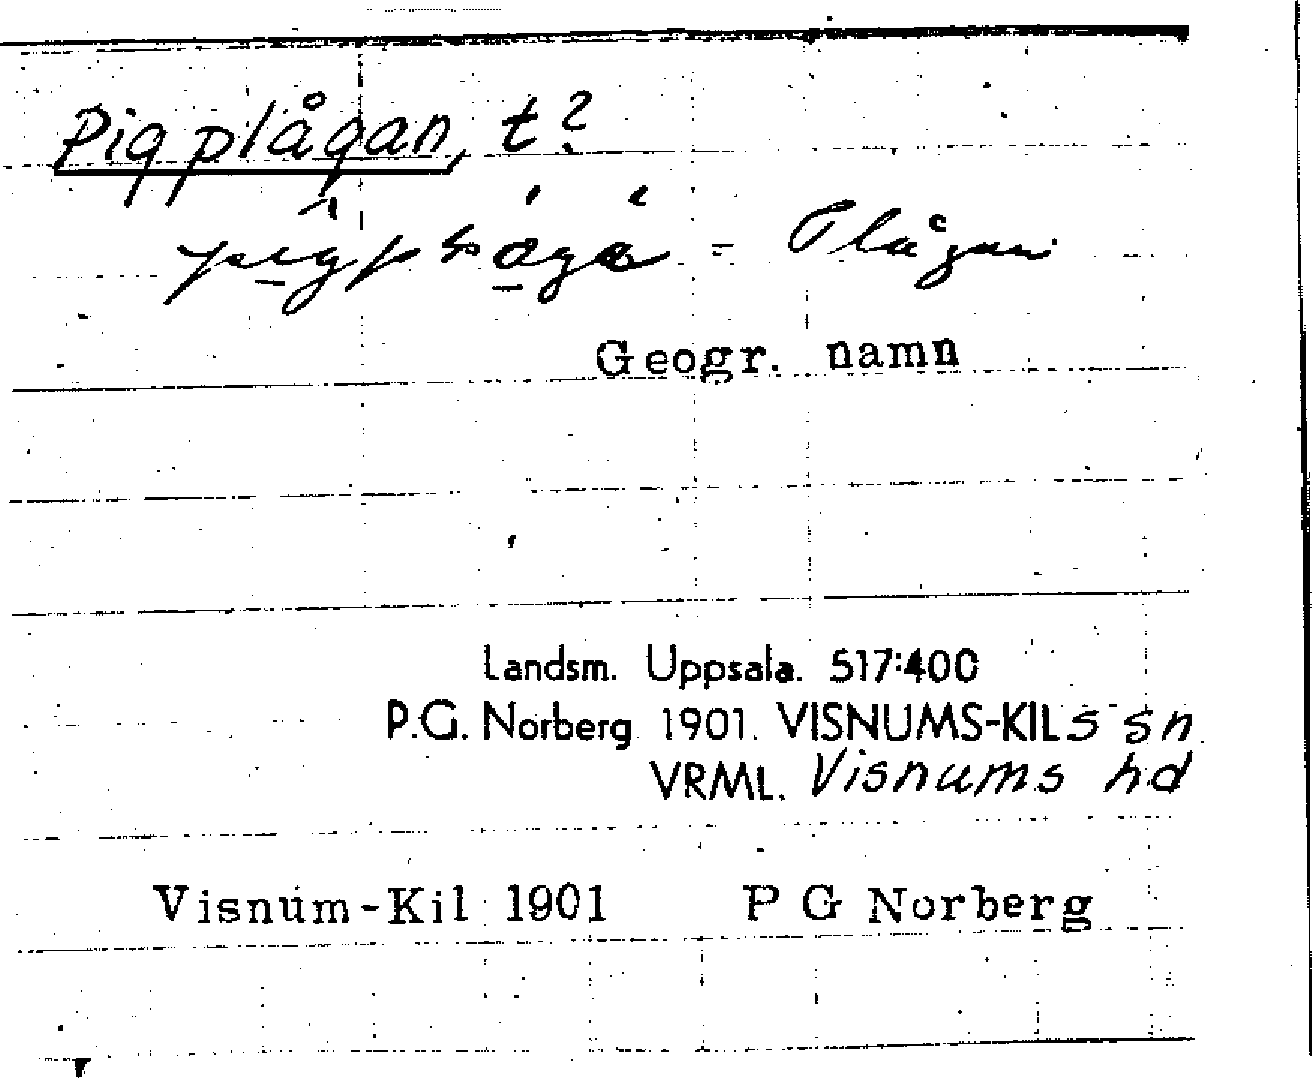 Pigplågan, t?
= Plågan
Geogr. namn
Landsm. Uppsala. 517:400
P.G. Norberg 1901. VISNUMS-KILs sn
VRML. Visnums hd
Visnum-Kil 1901 P G Norberg